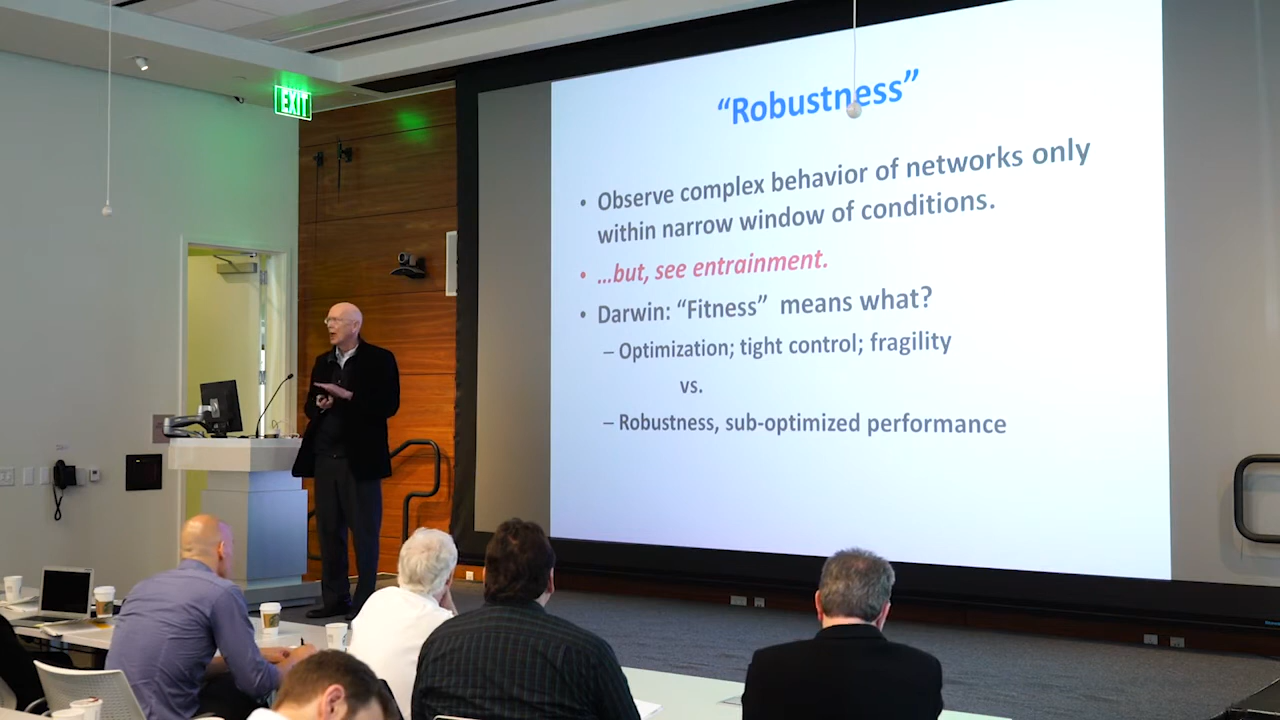 EXIT
“Robustness”
• Observe complex behavior of networks only
within narrow window of conditions.
• ...but, see entrainment.
• Darwin: “Fitness” means what?
– Optimization; tight control; fragility
vs.
– Robustness, sub-optimized performance